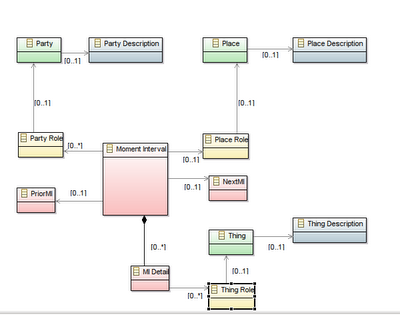 Party
Party Description
Place
Place Description
[0..1]
[0..1]
[0..1]
[0..1]
Party Role
Moment Interval
Place Role
[0..*]
[0..1]
PriorMI
[0..1]
NextMI
[0..1]
Thing
Thing Description
[0..*]
[0..1]
MI Detail
[0..1]
[0..*]
Thing Role